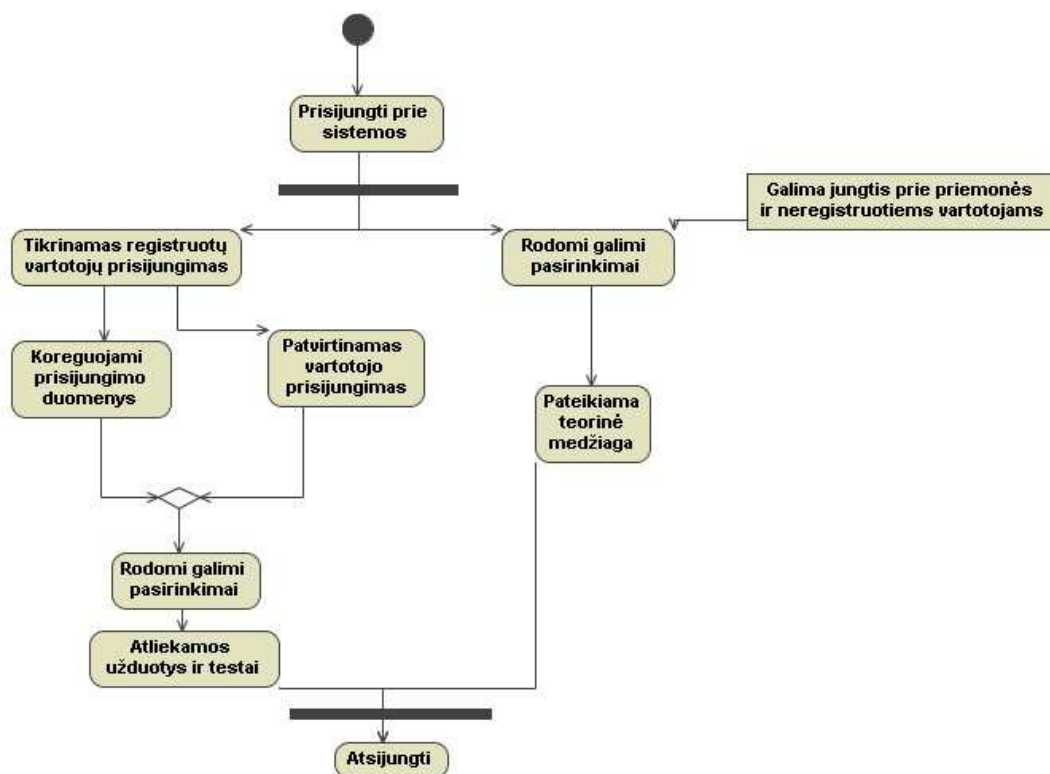 Prisijungti prie
sistemos
Galima jungtis prie priemonės
ir neregistruotiems vartotojams
Tikrinamas registruotų
vartotojų prisijungimas
Rodomi galimi
pasirinkimai
Koreguojami
prisijungimo
duomenys
Patvirtinamas
vartotojo
prisijungimas
Pateikiama
teorinė
medžiaga
Rodomi galimi
pasirinkimai
Atliekamos
užduotys ir testai
Atsijungti